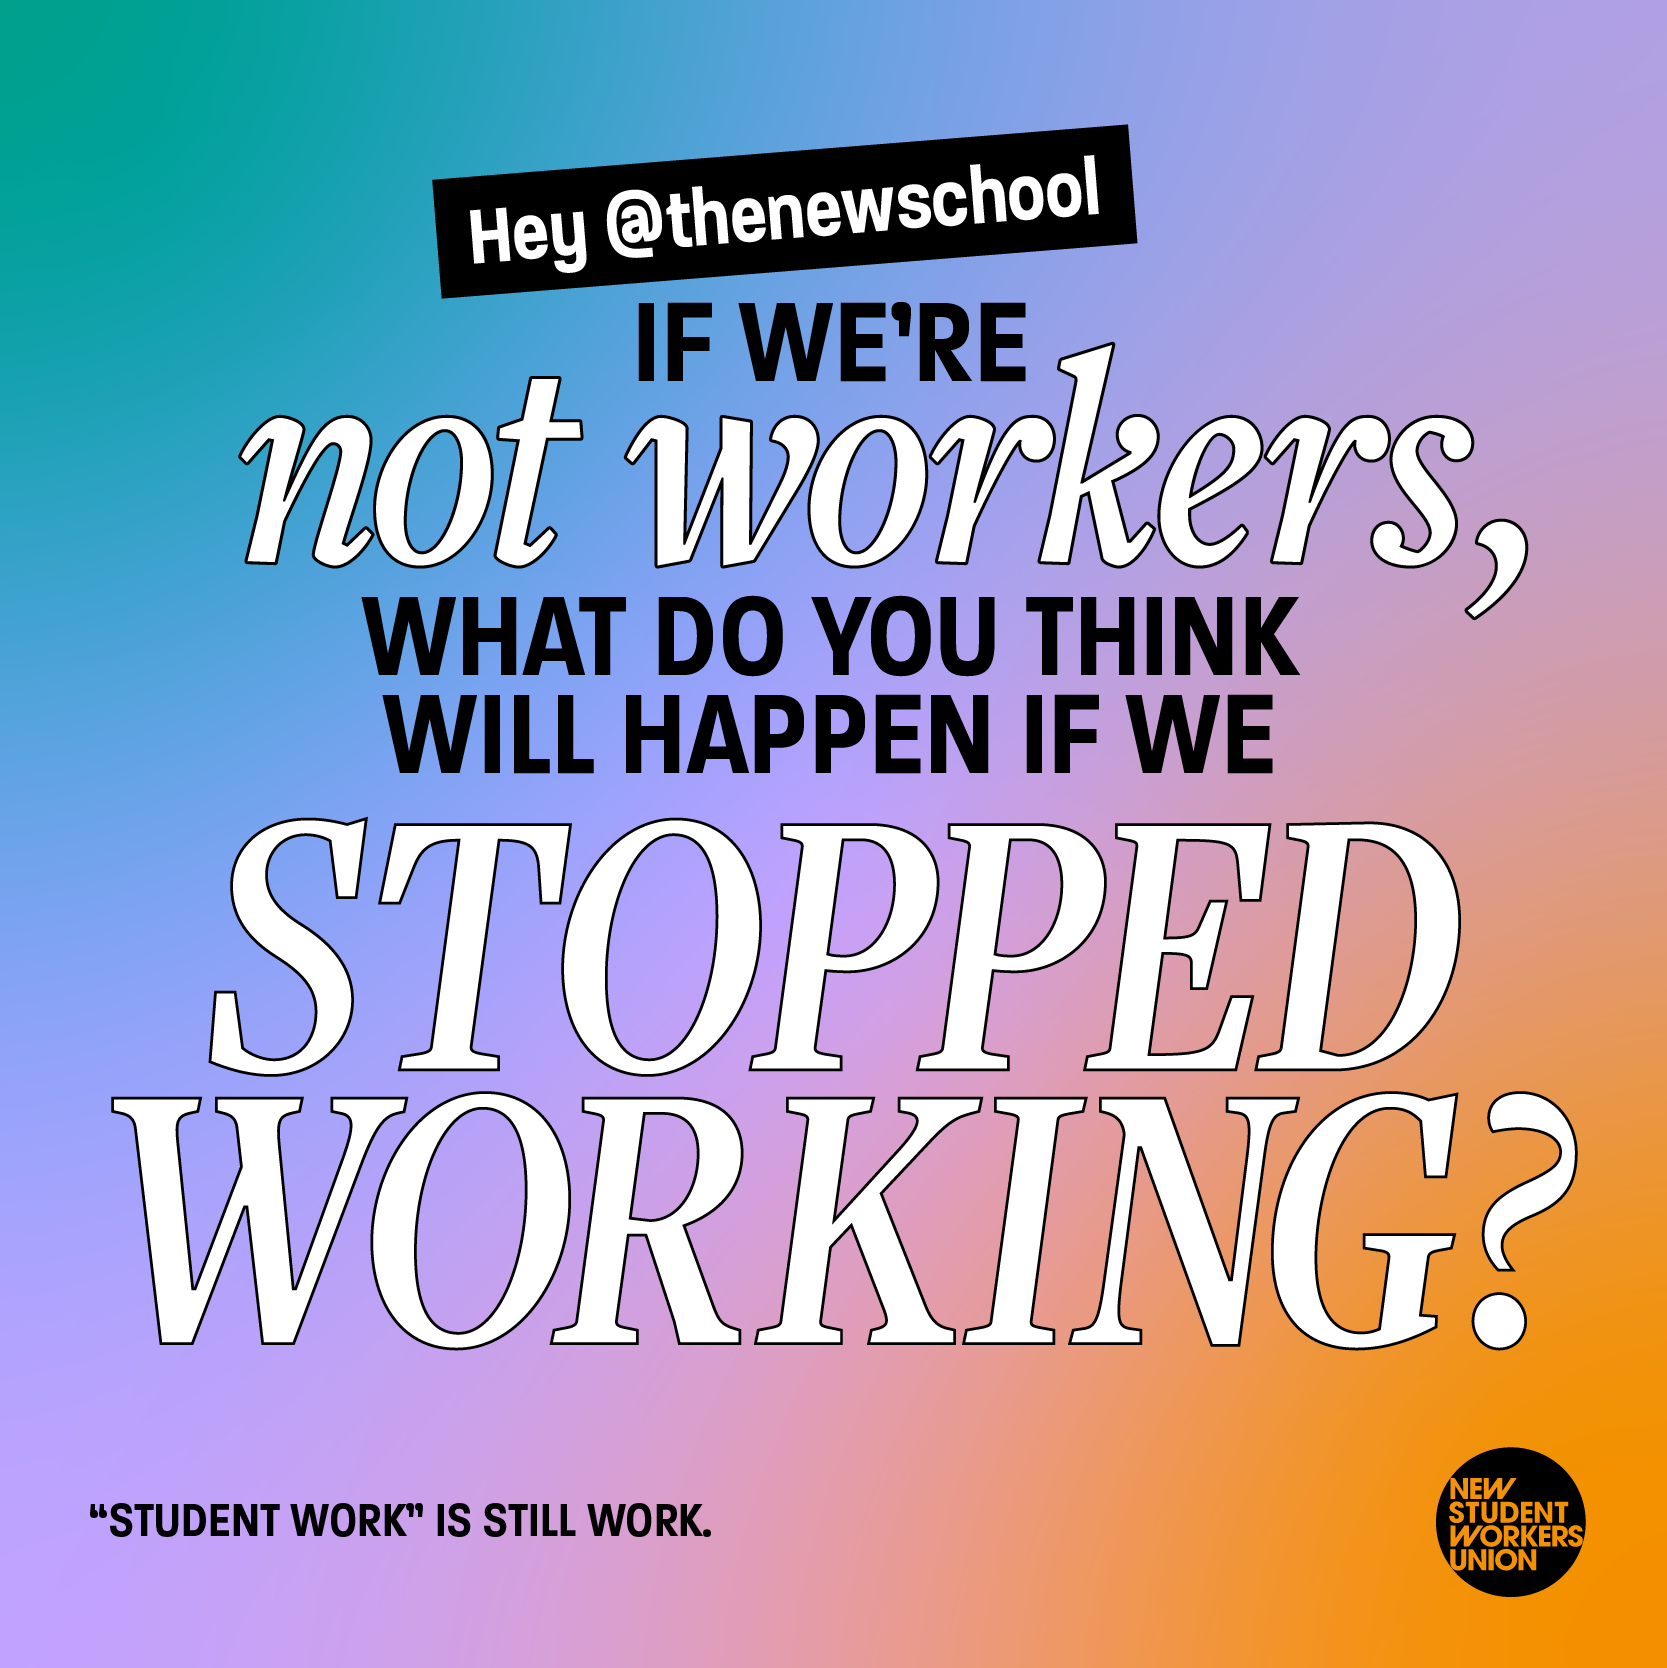 Hey @thenewschool
IF WE’RE
not workers,
WHAT DO YOU THINK
WILL HAPPEN IF WE
STOPPED
WORKING?
“STUDENT WORK” IS STILL WORK.
NEW
STUDENT
WORKERS
UNION